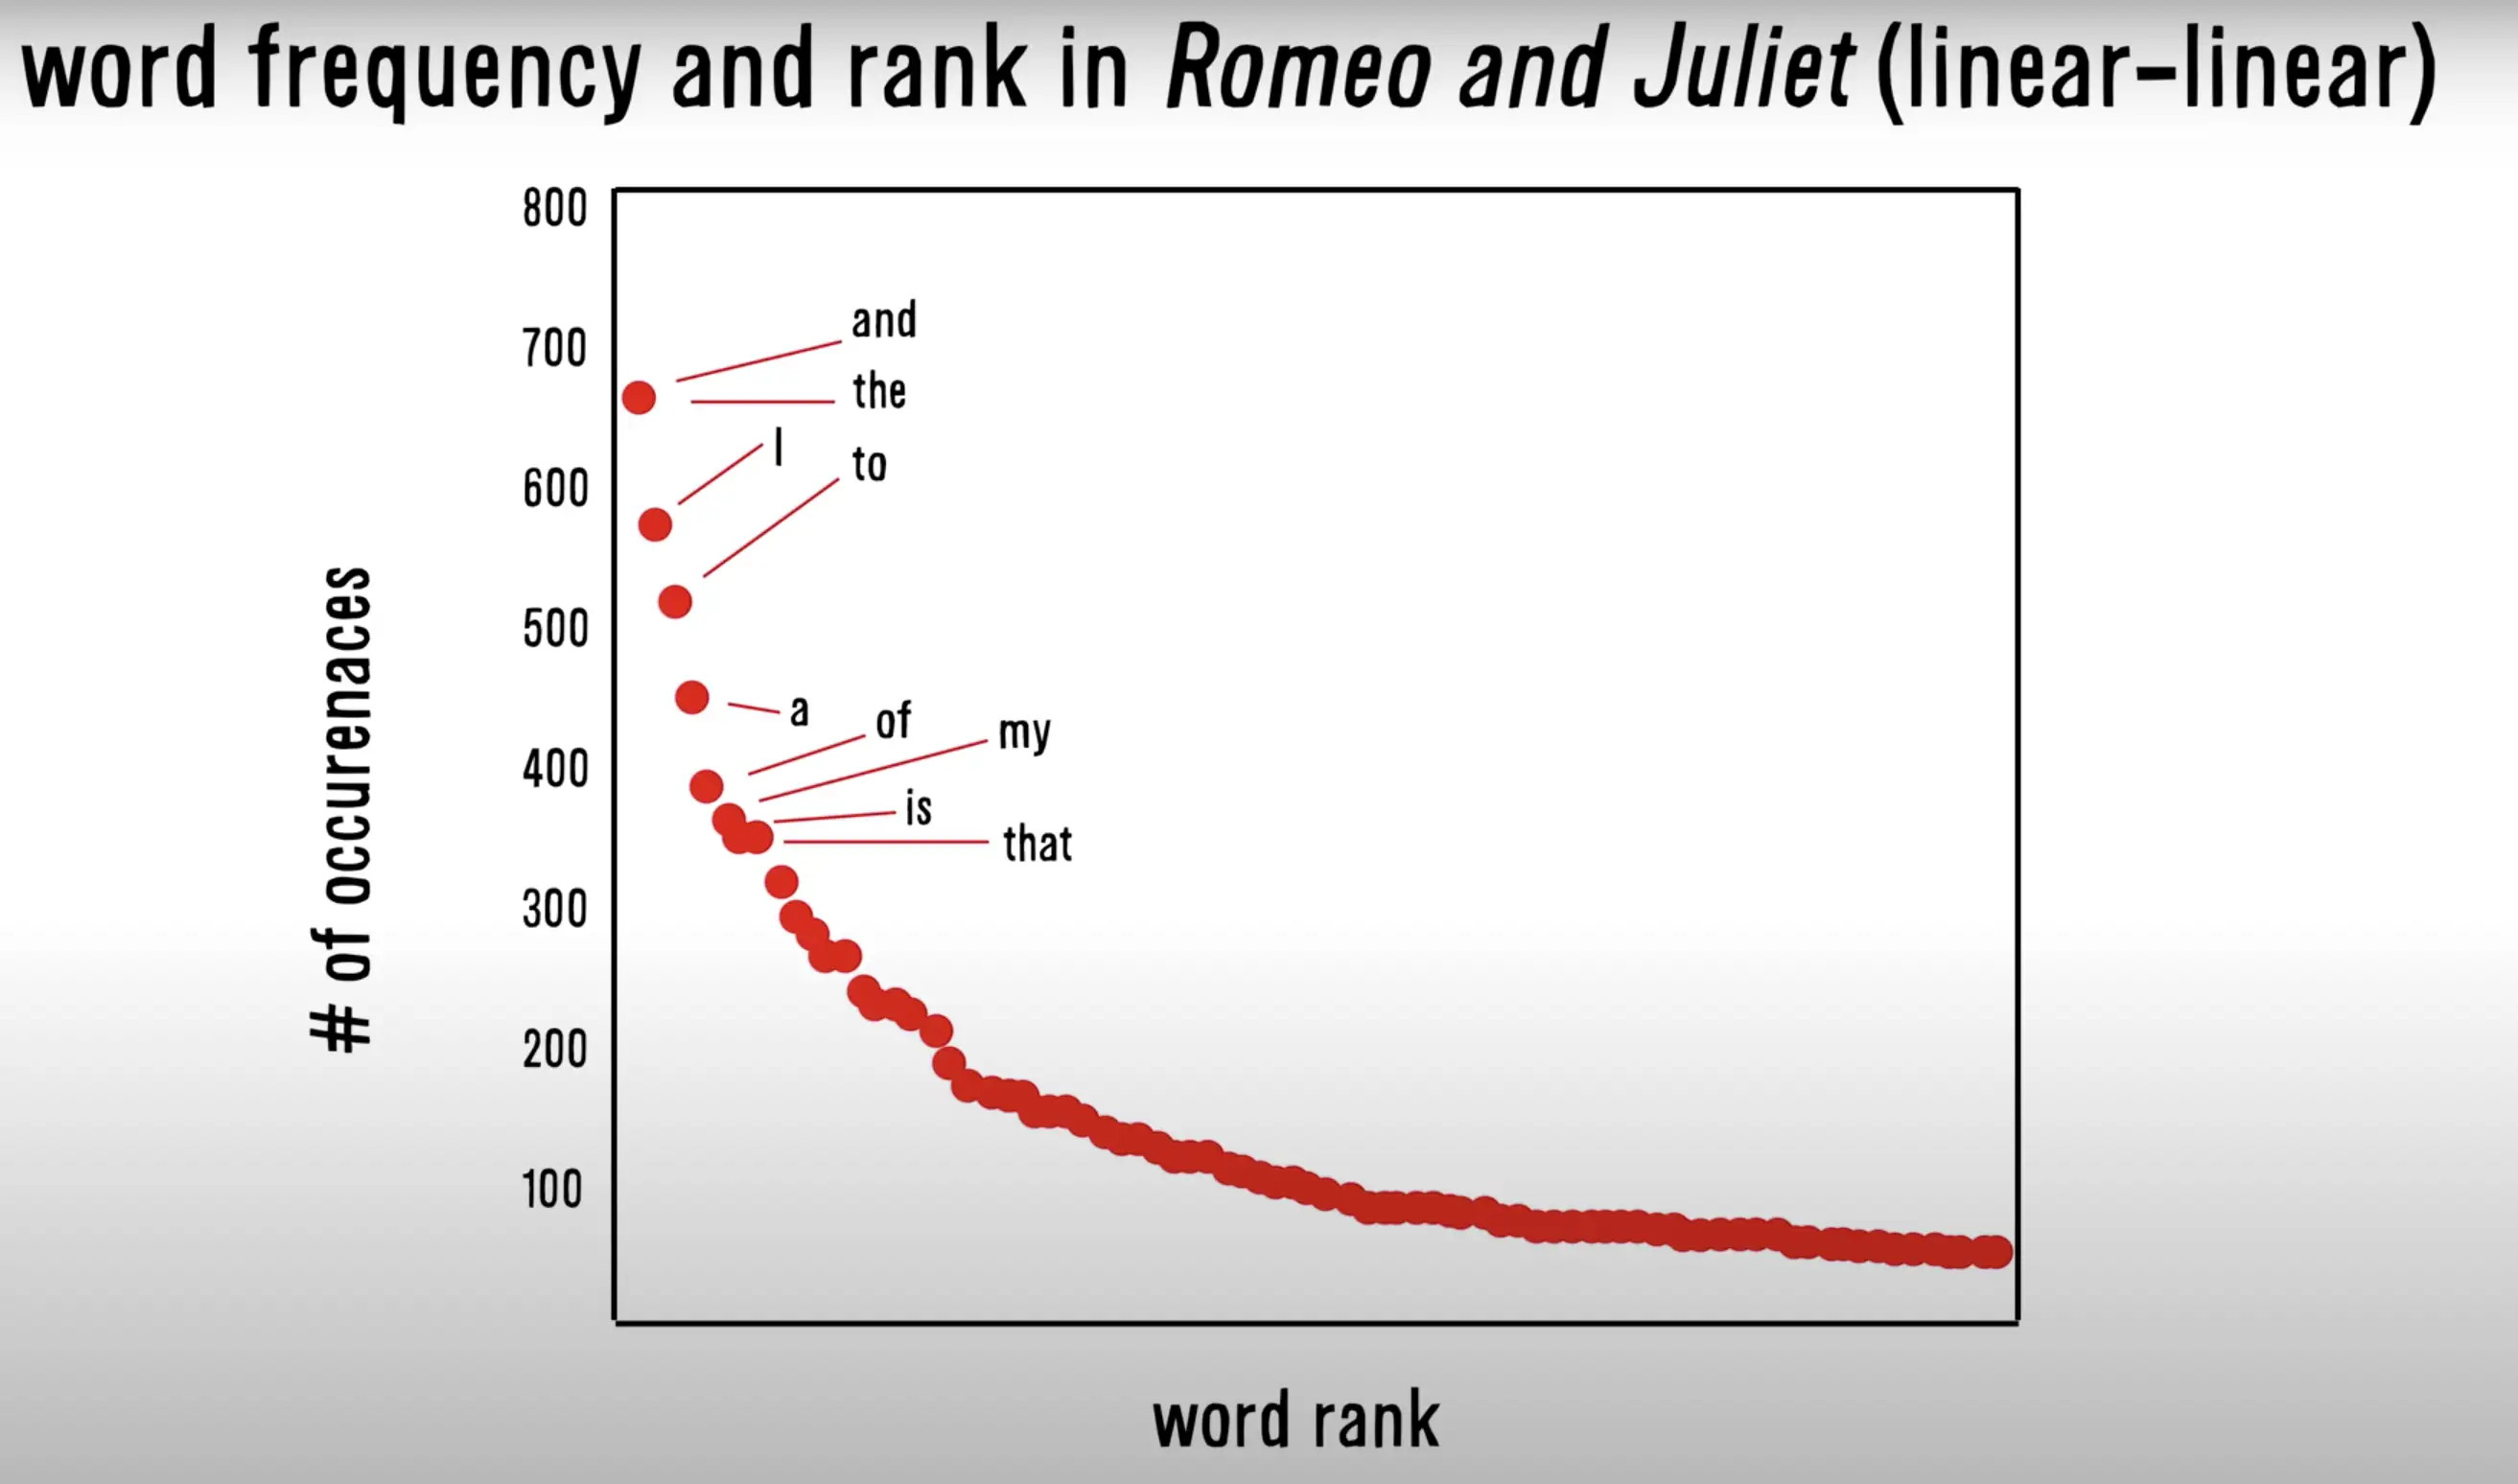 word frequency and rank in Romeo and Juliet (linear-linear)
800
700
600
500
400
300
200
100
# of occurenaces
and
the
I
to
a
of
my
is
that
word rank